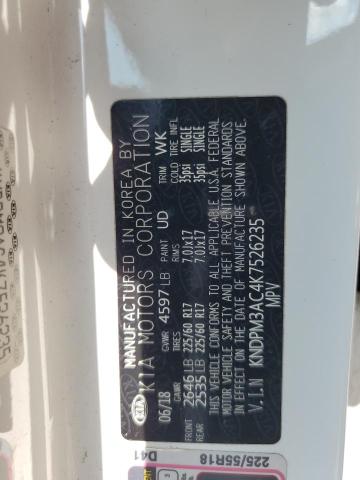 KIA
MANUFACTURED IN KOREA BY
KIA MOTORS CORPORATION
06/18 GVWR 4597 LB PAINT UD TRIM WK
GAWR TIRES RIMS COLD TIRE INFL
FRONT 2646 LB 225/60 R17 7.0Jx17 35psi SINGLE
REAR 2535 LB 225/60 R17 7.0Jx17 35psi SINGLE
THIS VEHICLE CONFORMS TO ALL APPLICABLE U.S.A FEDERAL
MOTOR VEHICLE SAFETY AND THEFT PREVENTION STANDARDS
IN EFFECT ON THE DATE OF MANUFACTURE SHOWN ABOVE.
V.I.N KNDPM3AC4K7526235
MPV
D41
225/55R18